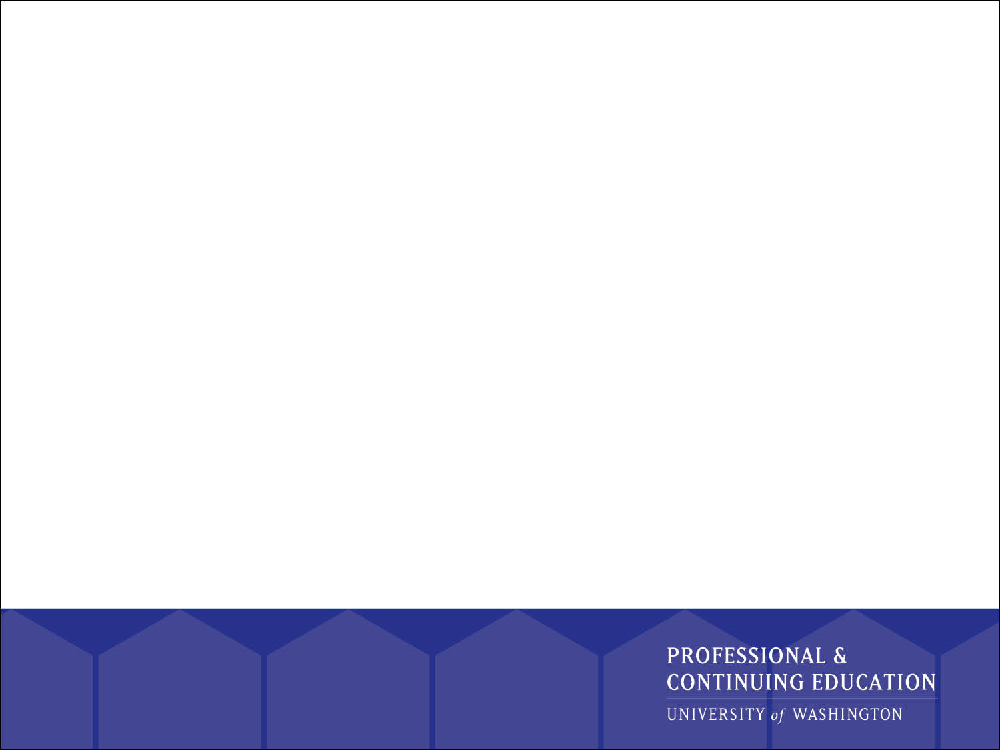 PROFESSIONAL &
CONTINUING EDUCATION
UNIVERSITY of WASHINGTON